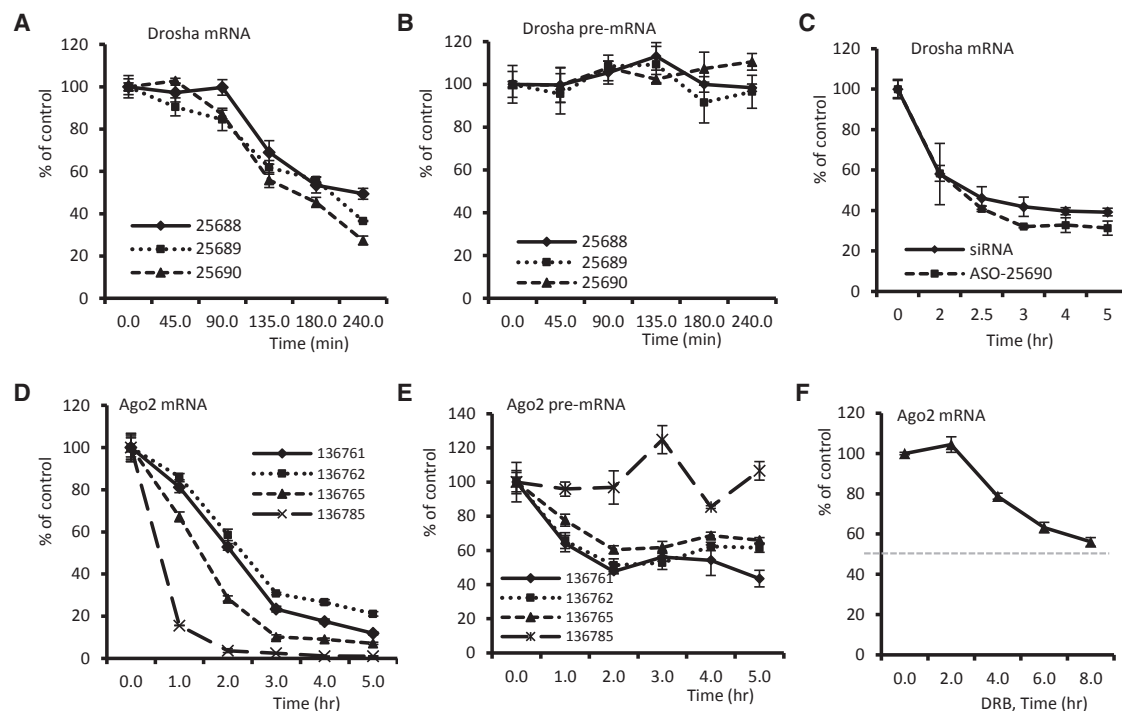 A
Drosha mRNA
% of control
120
100
80
60
40
20
0
25688
25689
25690
0.0 45.0 90.0 135.0 180.0 240.0
Time (min)
B
Drosha pre-mRNA
% of control
120
100
80
60
40
20
0
25688
25689
25690
0.0 45.0 90.0 135.0 180.0 240.0
Time (min)
C
Drosha mRNA
% of control
120
100
80
60
40
20
0
siRNA
ASO-25690
0 2 2.5 3 4 5
Time (hr)
D
Ago2 mRNA
% of control
120
100
80
60
40
20
0
136761
136762
136765
136785
0.0 1.0 2.0 3.0 4.0 5.0
Time (hr)
E
Ago2 pre-mRNA
% of control
140
120
100
80
60
40
20
0
136761
136762
136765
136785
0.0 1.0 2.0 3.0 4.0 5.0
Time (hr)
F
Ago2 mRNA
% of control
120
100
80
60
40
20
0
0.0 2.0 4.0 6.0 8.0
DRB, Time (hr)